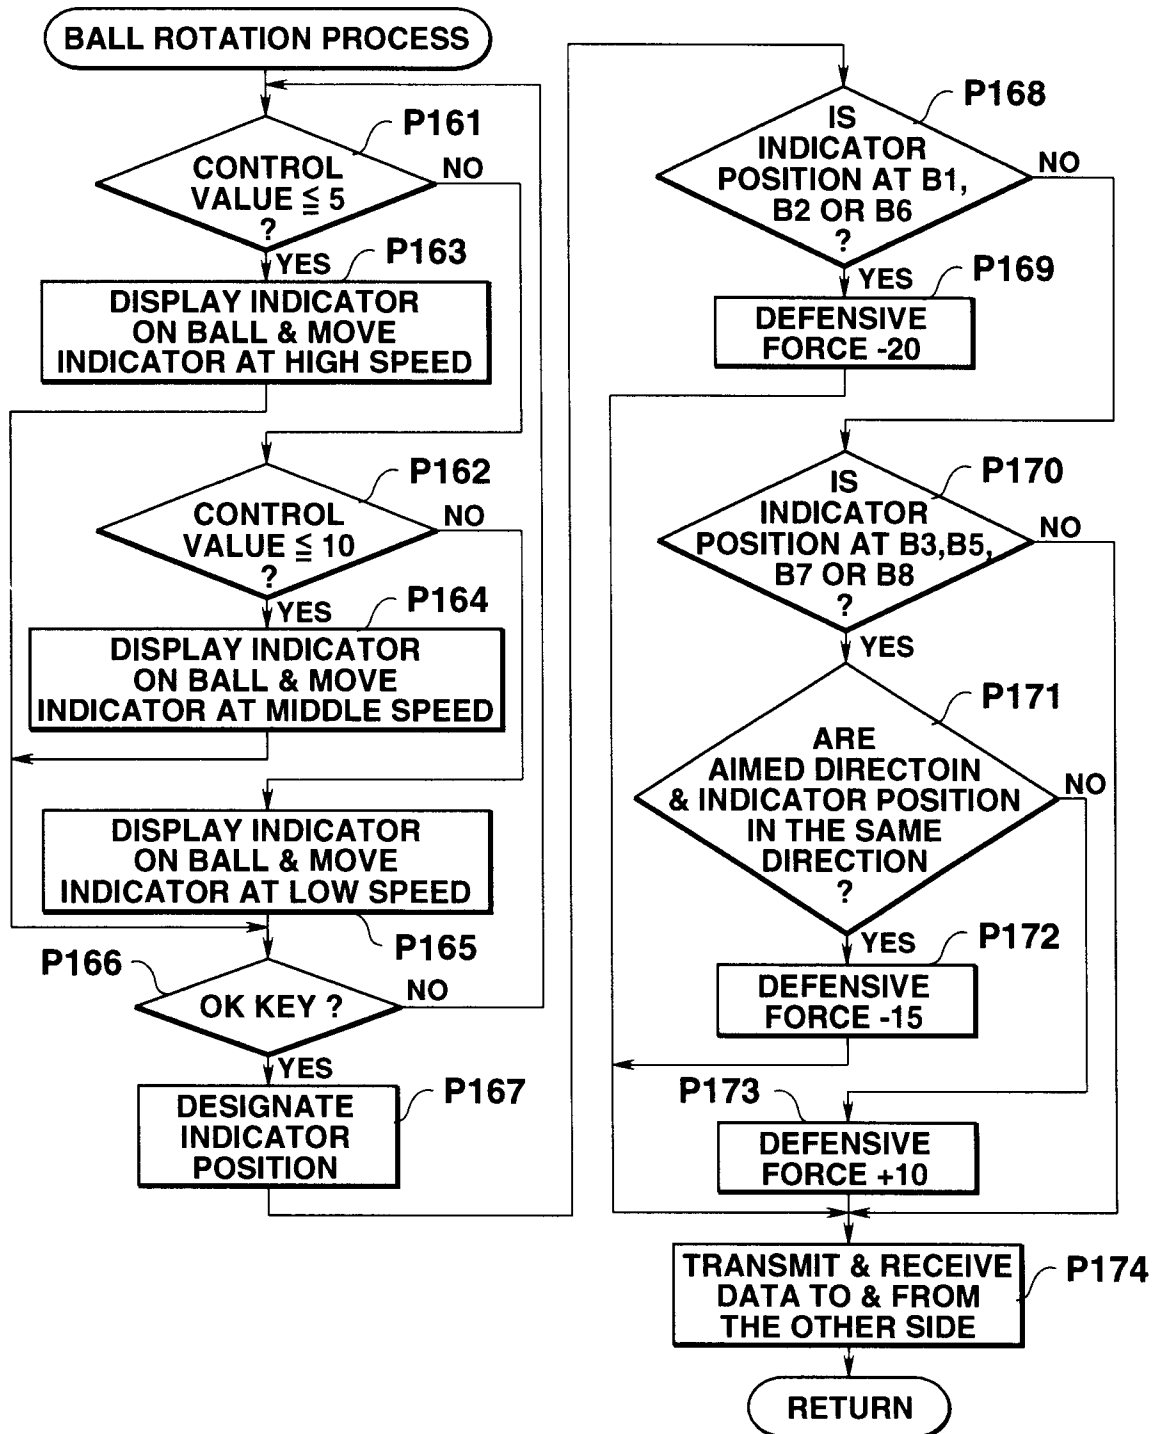 BALL ROTATION PROCESS
P161
CONTROL
VALUE ≦ 5
?
NO
YES
P163
DISPLAY INDICATOR
ON BALL & MOVE
INDICATOR AT HIGH SPEED
P162
CONTROL
VALUE ≦ 10
?
NO
YES
P164
DISPLAY INDICATOR
ON BALL & MOVE
INDICATOR AT MIDDLE SPEED
DISPLAY INDICATOR
ON BALL & MOVE
INDICATOR AT LOW SPEED
P165
P166
OK KEY ?
NO
YES
P167
DESIGNATE
INDICATOR
POSITION
P168
IS
INDICATOR
POSITION AT B1,
B2 OR B6
?
NO
YES
P169
DEFENSIVE
FORCE -20
P170
IS
INDICATOR
POSITION AT B3,B5,
B7 OR B8
?
NO
YES
P171
ARE
AIMED DIRECTOIN
& INDICATOR POSITION
IN THE SAME
DIRECTION
?
NO
YES
P172
DEFENSIVE
FORCE -15
P173
DEFENSIVE
FORCE +10
TRANSMIT & RECEIVE
DATA TO & FROM
THE OTHER SIDE
P174
RETURN